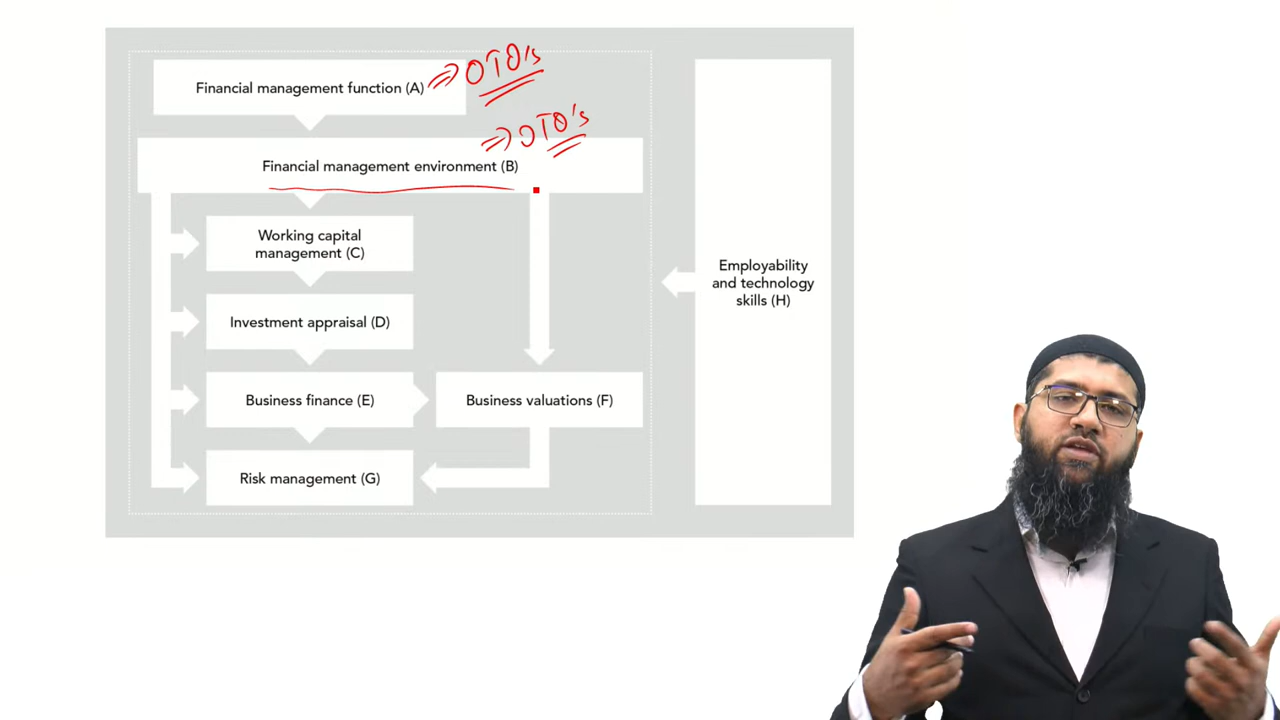 Financial management function (A)
⇒ OTQ's
Financial management environment (B)
⇒ OTQ's
Working capital
management (C)
Investment appraisal (D)
Business finance (E)
Business valuations (F)
Risk management (G)
Employability
and technology
skills (H)